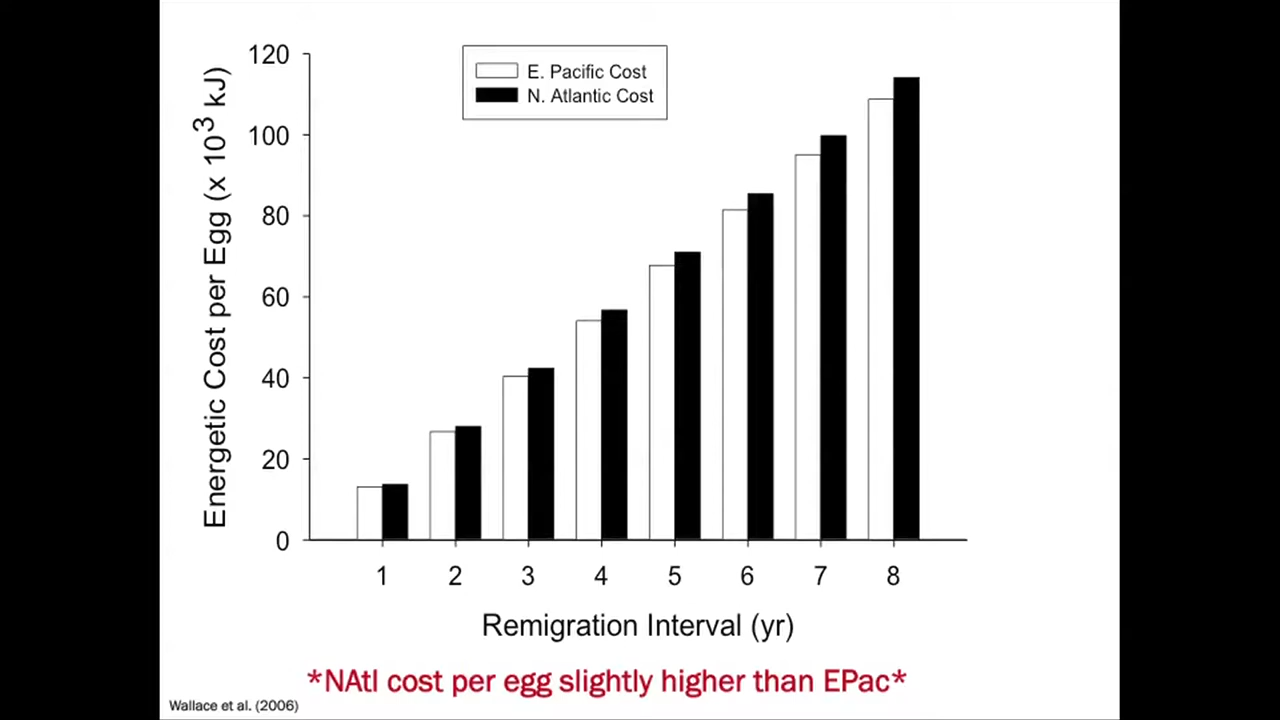 120
100
80
60
40
20
0
Energetic Cost per Egg (x 10³ kJ)
E. Pacific Cost
N. Atlantic Cost
1 2 3 4 5 6 7 8
Remigration Interval (yr)
*NAtl cost per egg slightly higher than EPac*
Wallace et al. (2006)